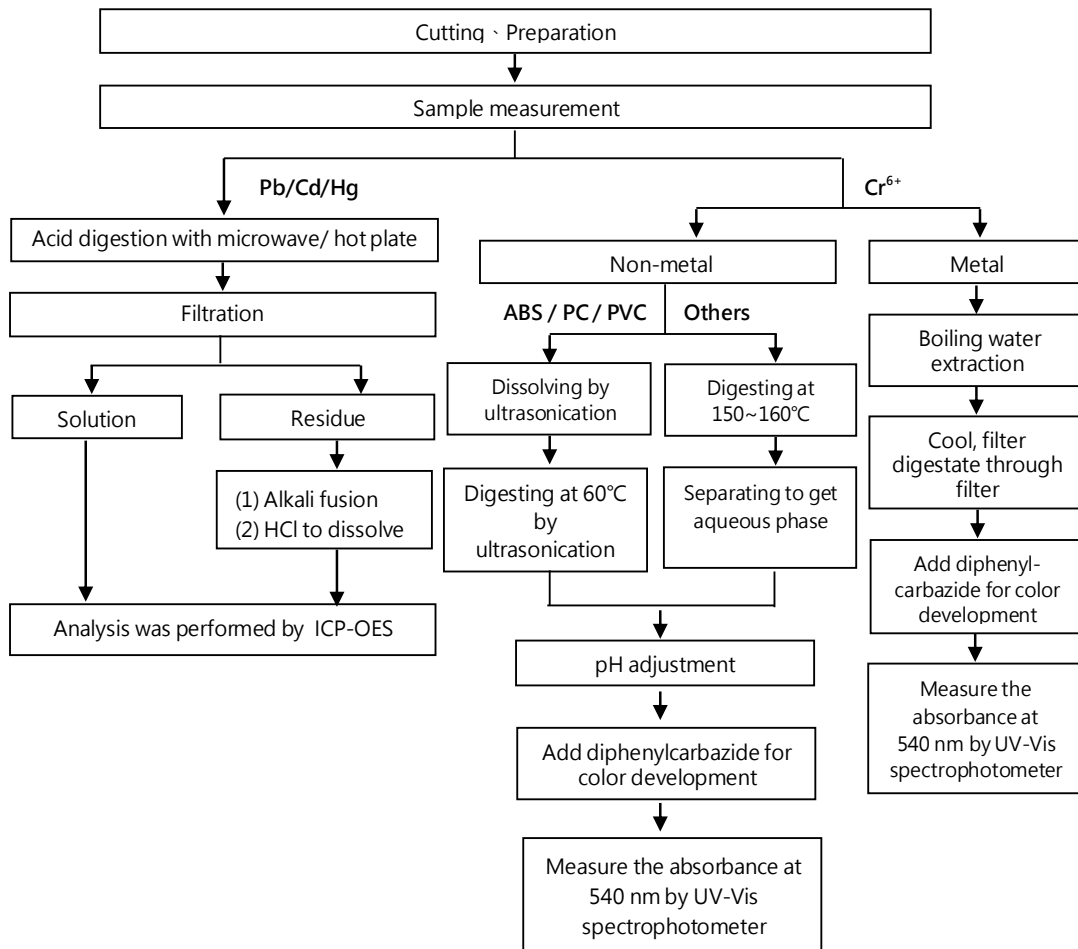 Cutting、Preparation
Sample measurement
Pb/Cd/Hg
Cr⁶⁺
Acid digestion with microwave/ hot plate
Filtration
Solution
Residue
(1) Alkali fusion
(2) HCl to dissolve
Analysis was performed by ICP-OES
Non-metal
ABS / PC / PVC
Others
Dissolving by
ultrasonication
Digesting at
150~160℃
Digesting at 60℃
by
ultrasonication
Separating to get
aqueous phase
pH adjustment
Add diphenylcarbazide for
color development
Measure the absorbance at
540 nm by UV-Vis
spectrophotometer
Metal
Boiling water
extraction
Cool, filter
digestate through
filter
Add diphenyl-
carbazide for color
development
Measure the
absorbance at
540 nm by UV-Vis
spectrophotometer